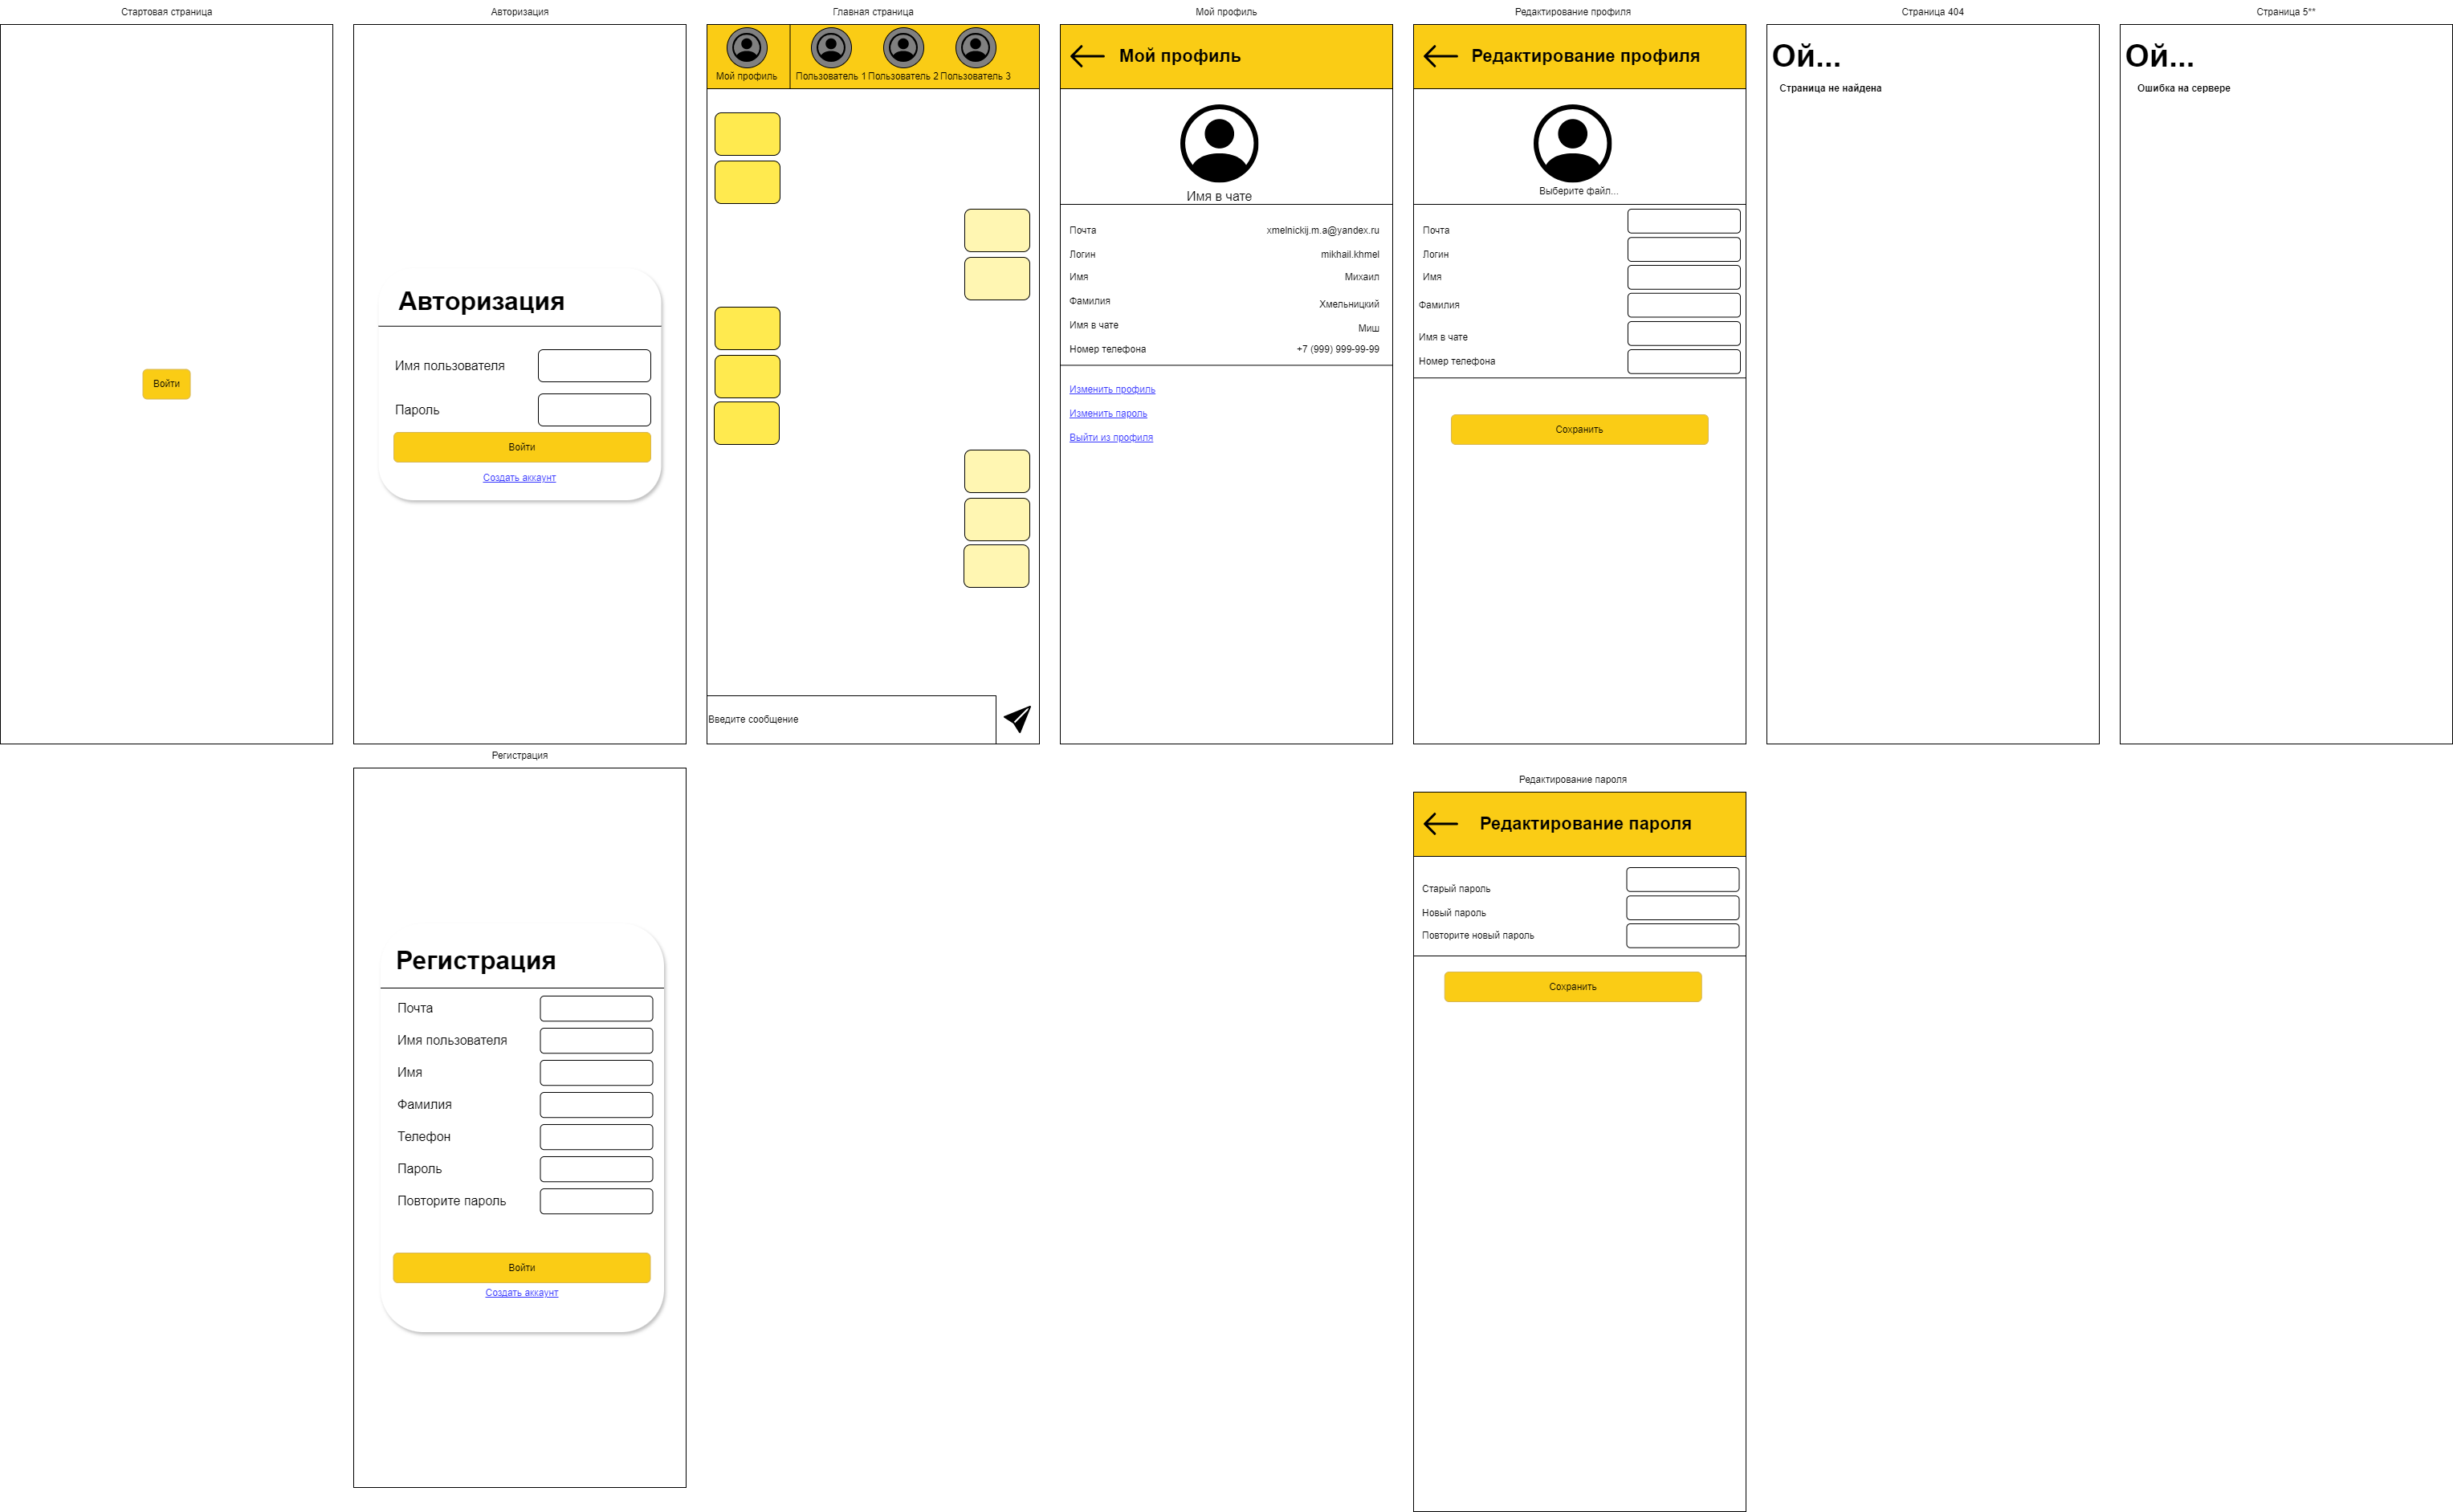 Стартовая страница
Войти
Авторизация
Авторизация
Имя пользователя
Пароль
Войти
Создать аккаунт
Главная страница
Мой профиль
Пользователь 1
Пользователь 2
Пользователь 3
Введите сообщение
Мой профиль
Мой профиль
Имя в чате
Почта xmelnickij.m.a@yandex.ru
Логин mikhail.khmel
Имя Михаил
Фамилия Хмельницкий
Имя в чате Миш
Номер телефона +7 (999) 999-99-99
Изменить профиль
Изменить пароль
Выйти из профиля
Редактирование профиля
Редактирование профиля
Выберите файл...
Почта
Логин
Имя
Фамилия
Имя в чате
Номер телефона
Сохранить
Страница 404
Ой...
Страница не найдена
Страница 5**
Ой...
Ошибка на сервере
Регистрация
Регистрация
Почта
Имя пользователя
Имя
Фамилия
Телефон
Пароль
Повторите пароль
Войти
Создать аккаунт
Редактирование пароля
Редактирование пароля
Старый пароль
Новый пароль
Повторите новый пароль
Сохранить